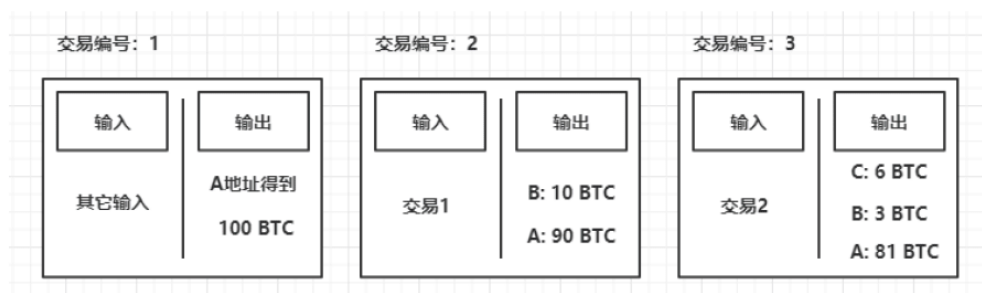 交易编号：1
输入
输出
其它输入
A地址得到
100 BTC
交易编号：2
输入
输出
交易1
B: 10 BTC
A: 90 BTC
交易编号：3
输入
输出
交易2
C: 6 BTC
B: 3 BTC
A: 81 BTC